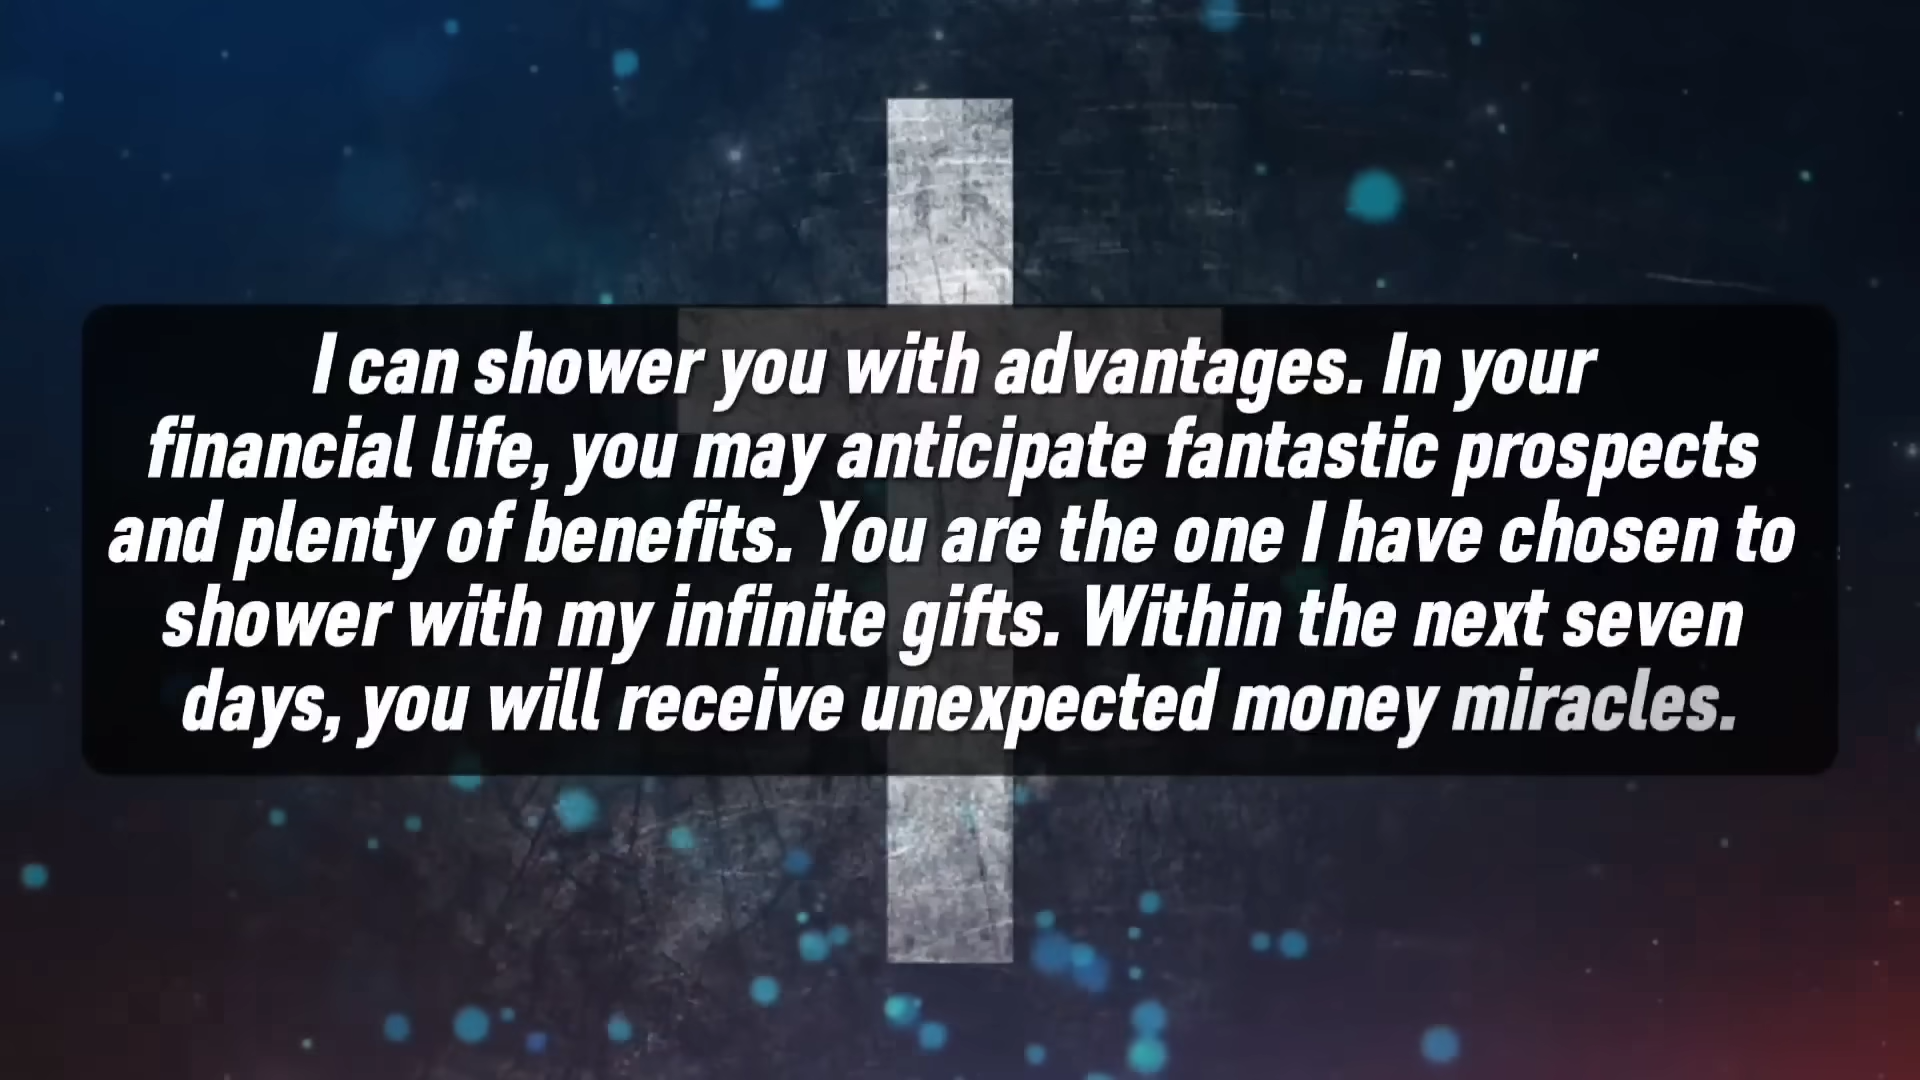 I can shower you with advantages. In your
financial life, you may anticipate fantastic prospects
and plenty of benefits. You are the one I have chosen to
shower with my infinite gifts. Within the next seven
days, you will receive unexpected money miracles.